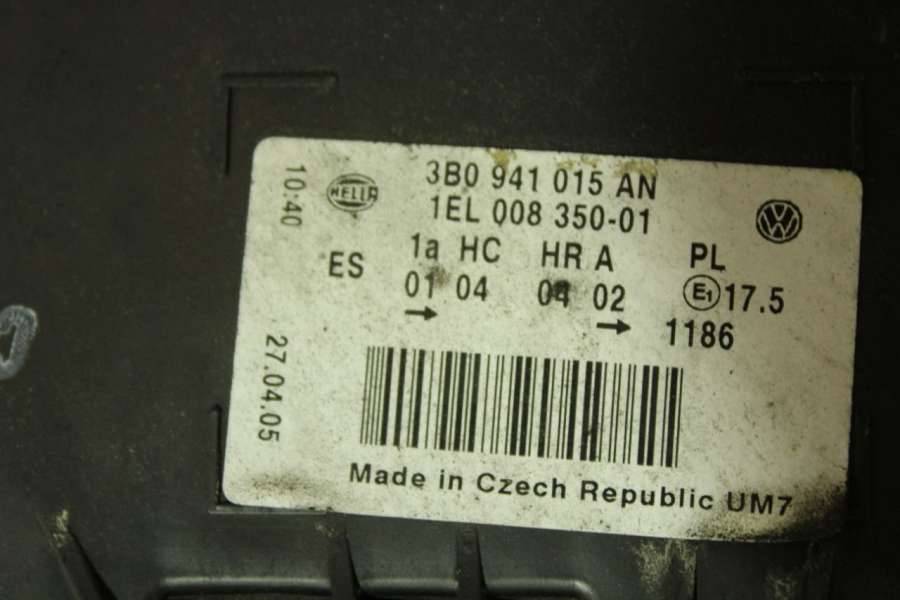 10:40
HELLA
3B0 941 015 AN
1EL 008 350-01
VW
ES
1a HC HR A PL
01 04 04 02 E1 17.5
→ → 1186
27.04.05
Made in Czech Republic UM7